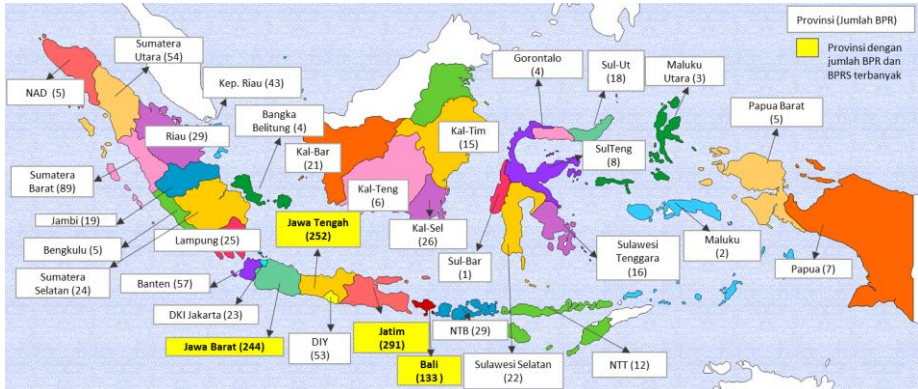 Provinsi (Jumlah BPR)
Provinsi dengan
jumlah BPR dan
BPRS terbanyak
Sumatera
Utara (54)
NAD (5)
Kep. Riau (43)
Bangka
Belitung (4)
Riau (29)
Kal-Bar
(21)
Sumatera
Barat (89)
Jambi (19)
Bengkulu (5)
Sumatera
Selatan (24)
Lampung (25)
Banten (57)
DKI Jakarta (23)
Jawa Barat (244)
Jawa Tengah
(252)
DIY
(53)
Jatim
(291)
Bali
(133)
Kal-Teng
(6)
Kal-Tim
(15)
Kal-Sel
(26)
Gorontalo
(4)
Sul-Ut
(18)
SulTeng
(8)
Sul-Bar
(1)
Sulawesi
Tenggara
(16)
Sulawesi Selatan
(22)
NTB (29)
NTT (12)
Maluku
Utara (3)
Maluku
(2)
Papua Barat
(5)
Papua (7)